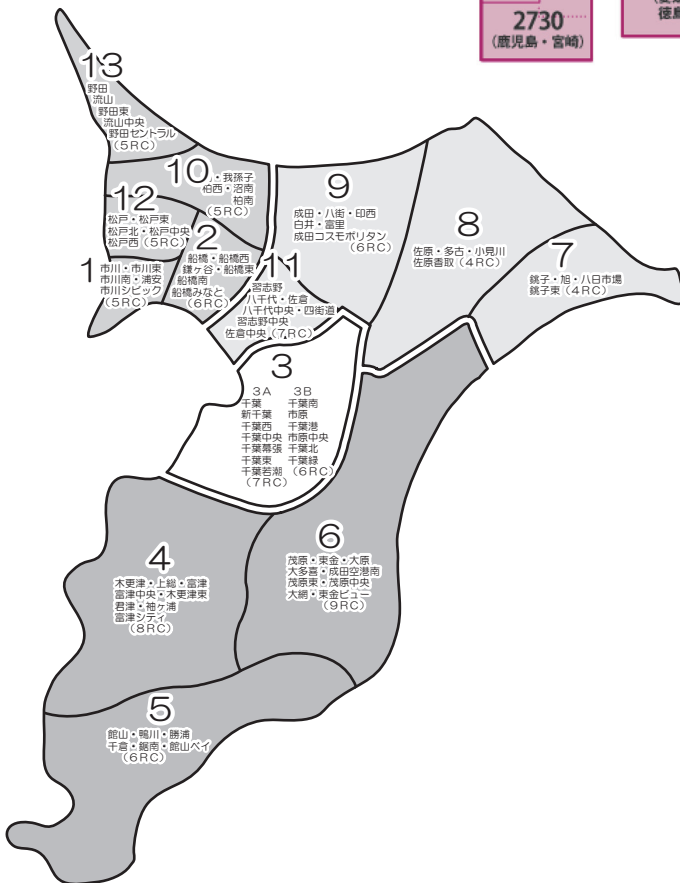 2730
(鹿児島・宮崎)
徳島
13
野田
流山
野田東
流山中央
野田セントラル
(5RC)
10
・我孫子
柏西・沼南
柏南
(5RC)
12
松戸・松戸東
松戸北・松戸中央
松戸西(5RC)
2
船橋・船橋西
鎌ヶ谷・船橋東
船橋南
船橋みなと
(6RC)
1
市川・市川東
市川南・浦安
市川シビック
(5RC)
11
習志野
八千代・佐倉
八千代中央・四街道
習志野中央
佐倉中央(7RC)
9
成田・八街・印西
白井・富里
成田コスモポリタン
(6RC)
8
佐原・多古・小見川
佐原香取(4RC)
7
銚子・旭・八日市場
銚子東(4RC)
3
3A 3B
千葉 千葉南
新千葉 市原
千葉西 千葉港
千葉中央 市原中央
千葉幕張 千葉北
千葉東 千葉緑
千葉若潮 (6RC)
(7RC)
6
茂原・東金・大原
大多喜・成田空港南
茂原東・茂原中央
大網・東金ビュー
(9RC)
4
木更津・上総・富津
富津中央・木更津東
君津・袖ヶ浦
富津シティ
(8RC)
5
館山・鴨川・勝浦
千倉・鋸南・館山ベイ
(6RC)